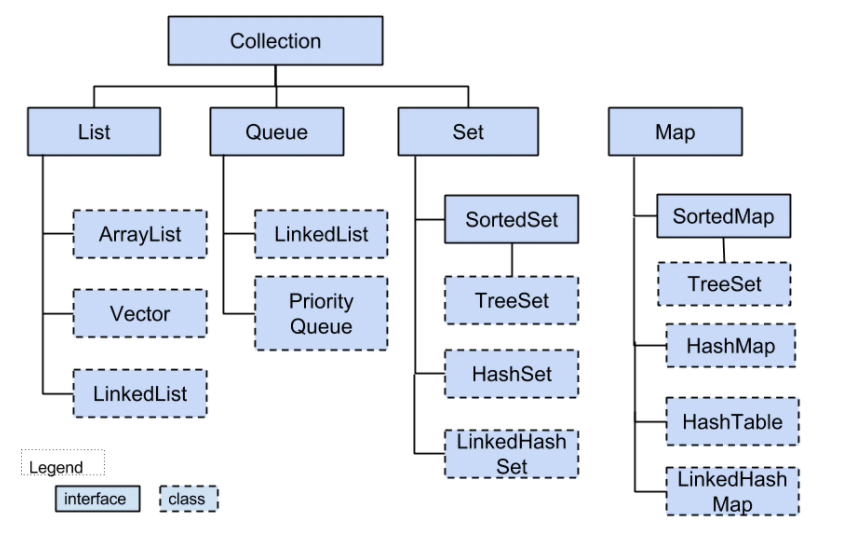 Collection
List
Queue
Set
Map
ArrayList
Vector
LinkedList
LinkedList
Priority
Queue
SortedSet
TreeSet
HashSet
LinkedHash
Set
SortedMap
TreeSet
HashMap
HashTable
LinkedHash
Map
Legend
interface
class